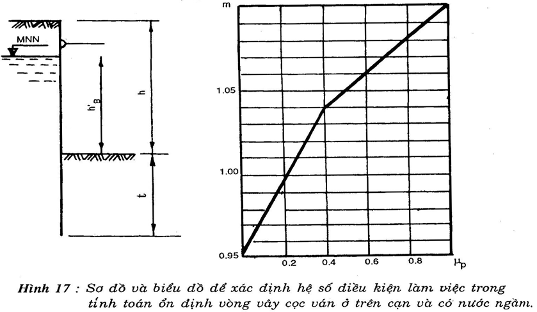 MNN
h'B
h
t
m
1.05
1.00
0.95
0.2
0.4
0.6
0.8
μp
Hình 17 : Sơ đồ và biểu đồ để xác định hệ số điều kiện làm việc trong
tính toán ổn định vòng vây cọc ván ở trên cạn và có nước ngầm.